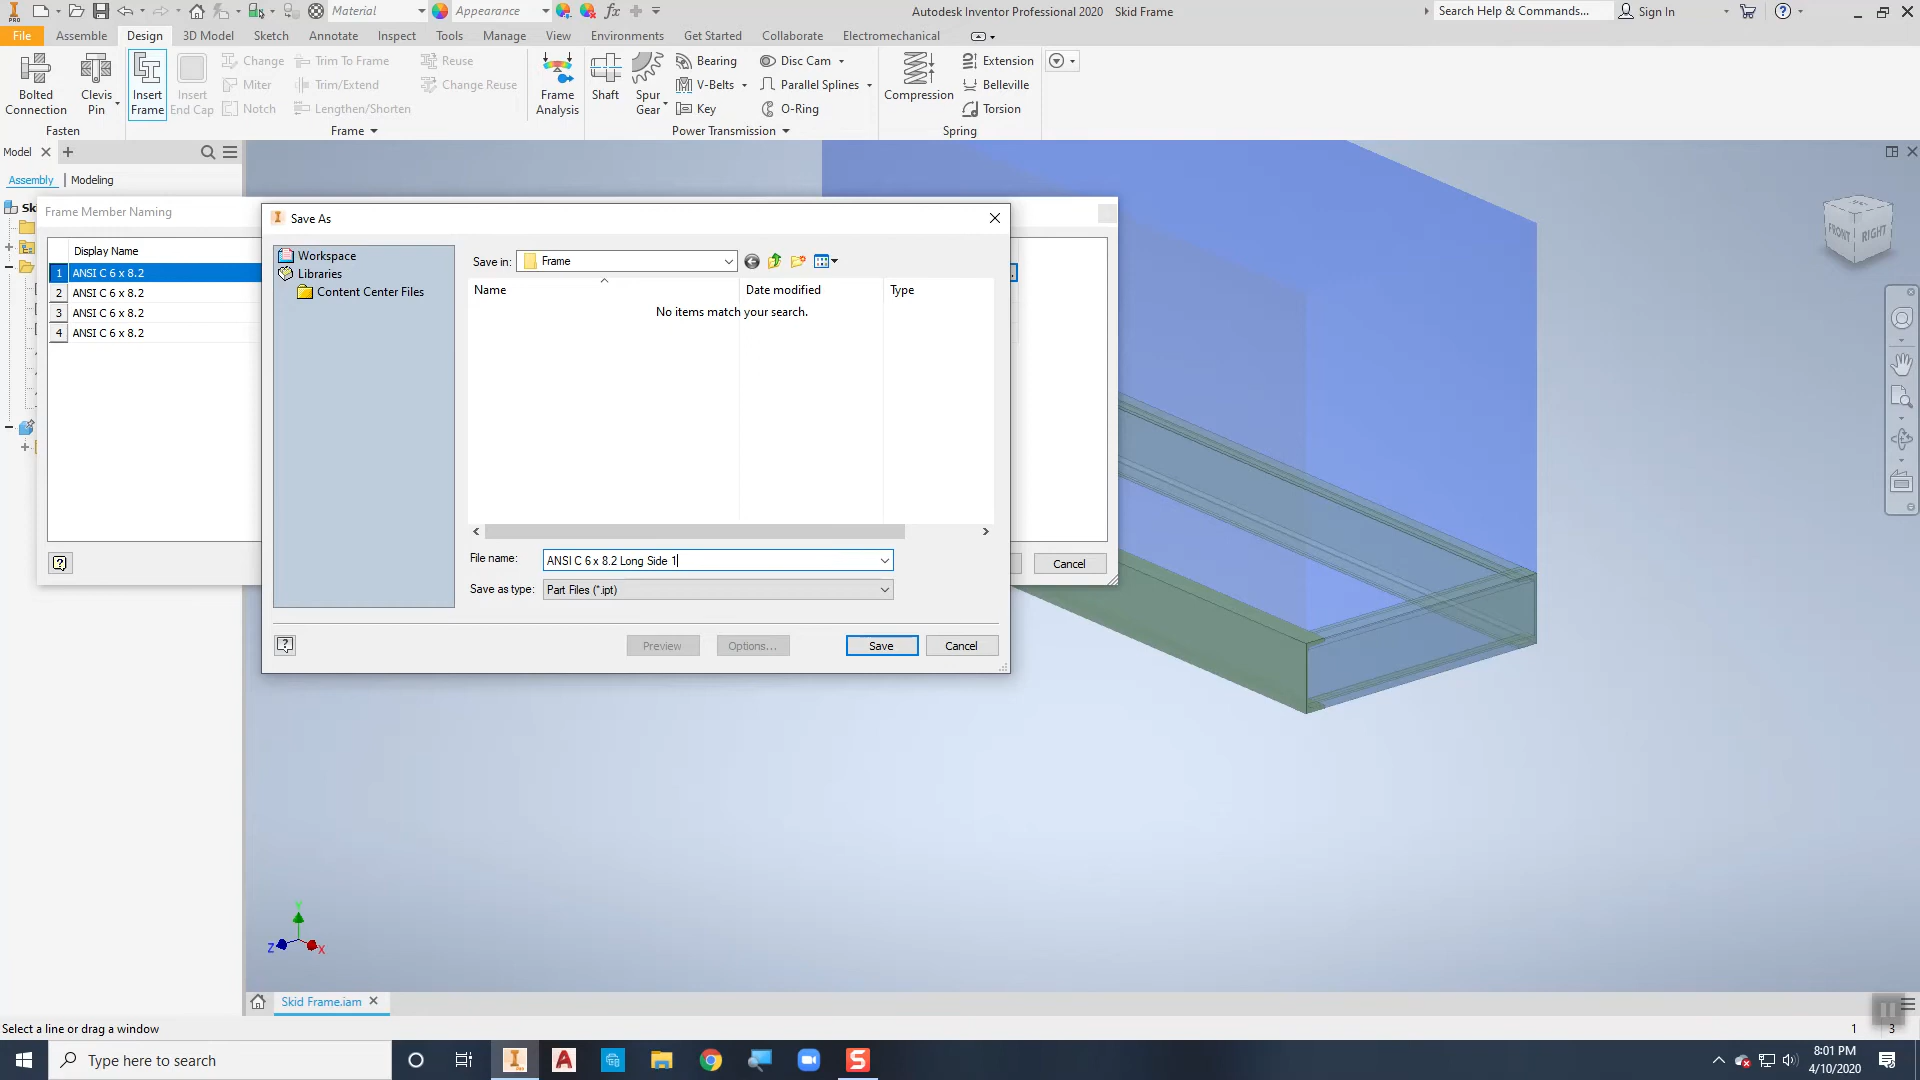 PRO
Material
Appearance
Autodesk Inventor Professional 2020 Skid Frame
Search Help & Commands...
Sign In
File Assemble Design 3D Model Sketch Annotate Inspect Tools Manage View Environments Get Started Collaborate Electromechanical
Bolted Connection
Clevis Pin
Insert Frame
Insert End Cap
Change
Miter
Notch
Trim To Frame
Trim/Extend
Lengthen/Shorten
Reuse
Change Reuse
Frame Analysis
Shaft
Spur Gear
Bearing
V-Belts
Key
Disc Cam
Parallel Splines
O-Ring
Compression
Extension
Belleville
Torsion
Fasten
Frame
Power Transmission
Spring
Model
Assembly | Modeling
Sk
Frame Member Naming
Display Name
1 ANSI C 6 x 8.2
2 ANSI C 6 x 8.2
3 ANSI C 6 x 8.2
4 ANSI C 6 x 8.2
Cancel
Save As
Workspace
Libraries
Content Center Files
Save in: Frame
Name Date modified Type
No items match your search.
File name: ANSI C 6 x 8.2 Long Side 1
Save as type: Part Files (*.ipt)
Preview Options... Save Cancel
FRONT RIGHT
Y
Z X
Skid Frame.iam
Select a line or drag a window
1 3
Type here to search
8:01 PM
4/10/2020